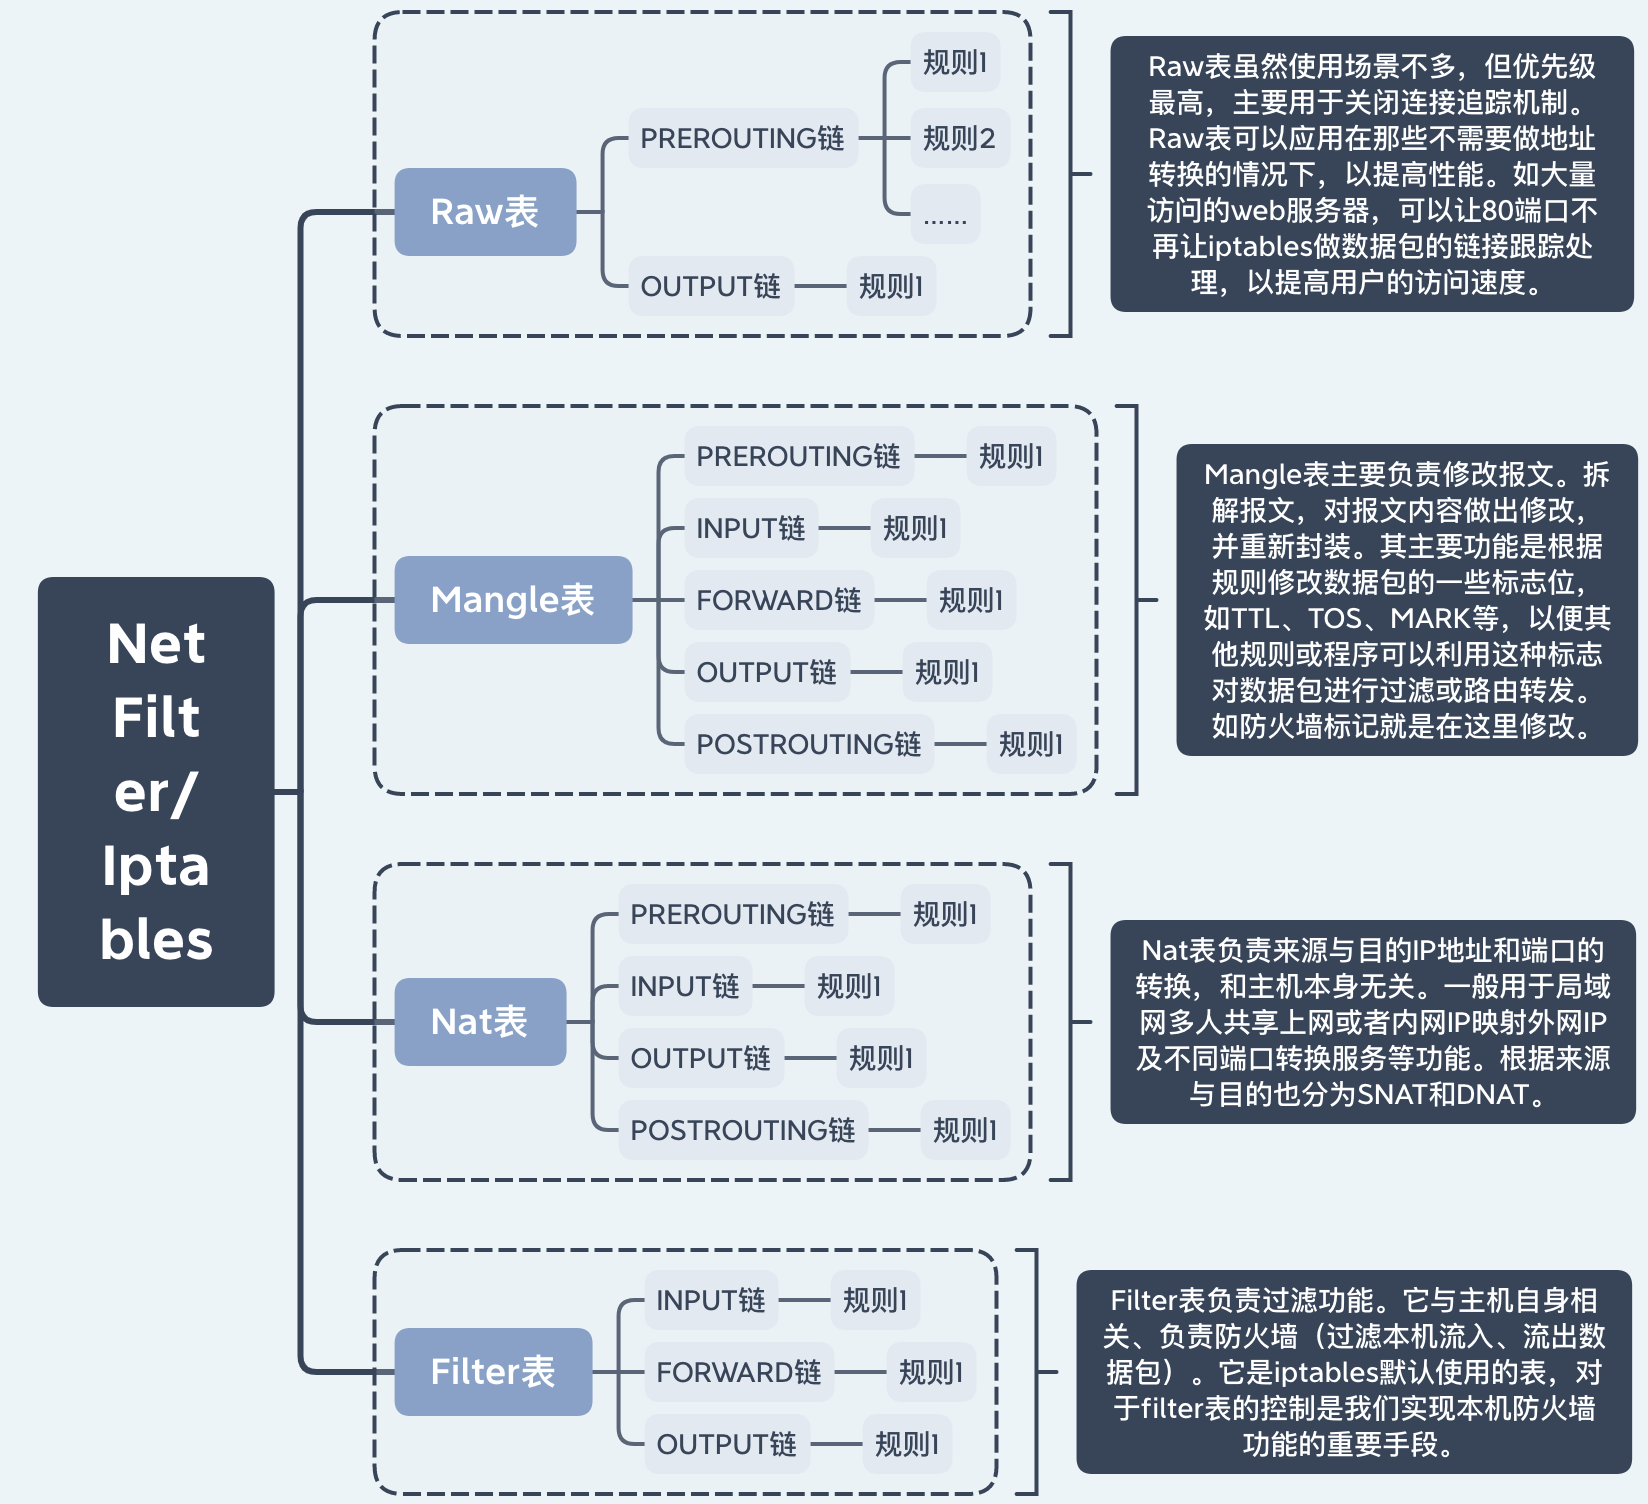 Net
Filt
er/
Ipta
bles
Raw表
PREROUTING链
规则1
规则2
......
OUTPUT链
规则1
Raw表虽然使用场景不多，但优先级
最高，主要用于关闭连接追踪机制。
Raw表可以应用在那些不需要做地址
转换的情况下，以提高性能。如大量
访问的web服务器，可以让80端口不
再让iptables做数据包的链接跟踪处
理，以提高用户的访问速度。
Mangle表
PREROUTING链
规则1
INPUT链
规则1
FORWARD链
规则1
OUTPUT链
规则1
POSTROUTING链
规则1
Mangle表主要负责修改报文。拆
解报文，对报文内容做出修改，
并重新封装。其主要功能是根据
规则修改数据包的一些标志位，
如TTL、TOS、MARK等，以便其
他规则或程序可以利用这种标志
对数据包进行过滤或路由转发。
如防火墙标记就是在这里修改。
Nat表
PREROUTING链
规则1
INPUT链
规则1
OUTPUT链
规则1
POSTROUTING链
规则1
Nat表负责来源与目的IP地址和端口的
转换，和主机本身无关。一般用于局域
网多人共享上网或者内网IP映射外网IP
及不同端口转换服务等功能。根据来源
与目的也分为SNAT和DNAT。
Filter表
INPUT链
规则1
FORWARD链
规则1
OUTPUT链
规则1
Filter表负责过滤功能。它与主机自身相
关、负责防火墙（过滤本机流入、流出数
据包）。它是iptables默认使用的表，对
于filter表的控制是我们实现本机防火墙
功能的重要手段。